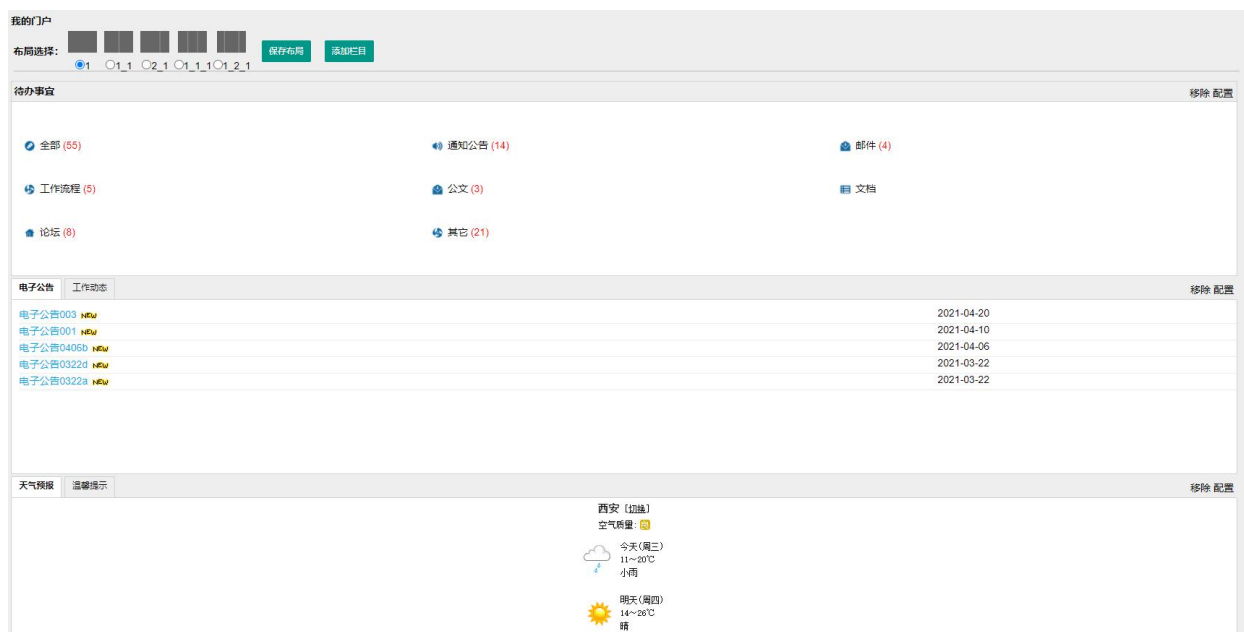 我的门户
布局选择： 保存布局 添加栏目
1 1_1 2_1 1_1_1 1_2_1
待办事宜 移除 配置
全部 (55) 通知公告 (14) 邮件 (4)
工作流程 (5) 公文 (3) 文档
论坛 (8) 其它 (21)
电子公告 工作动态 移除 配置
电子公告003 NEW 2021-04-20
电子公告001 NEW 2021-04-10
电子公告0406b NEW 2021-04-06
电子公告0322d NEW 2021-03-22
电子公告0322a NEW 2021-03-22
天气预报 温馨提示 移除 配置
西安 [切换]
空气质量:
今天(周三)
11～20℃
小雨
明天(周四)
14～26℃
晴